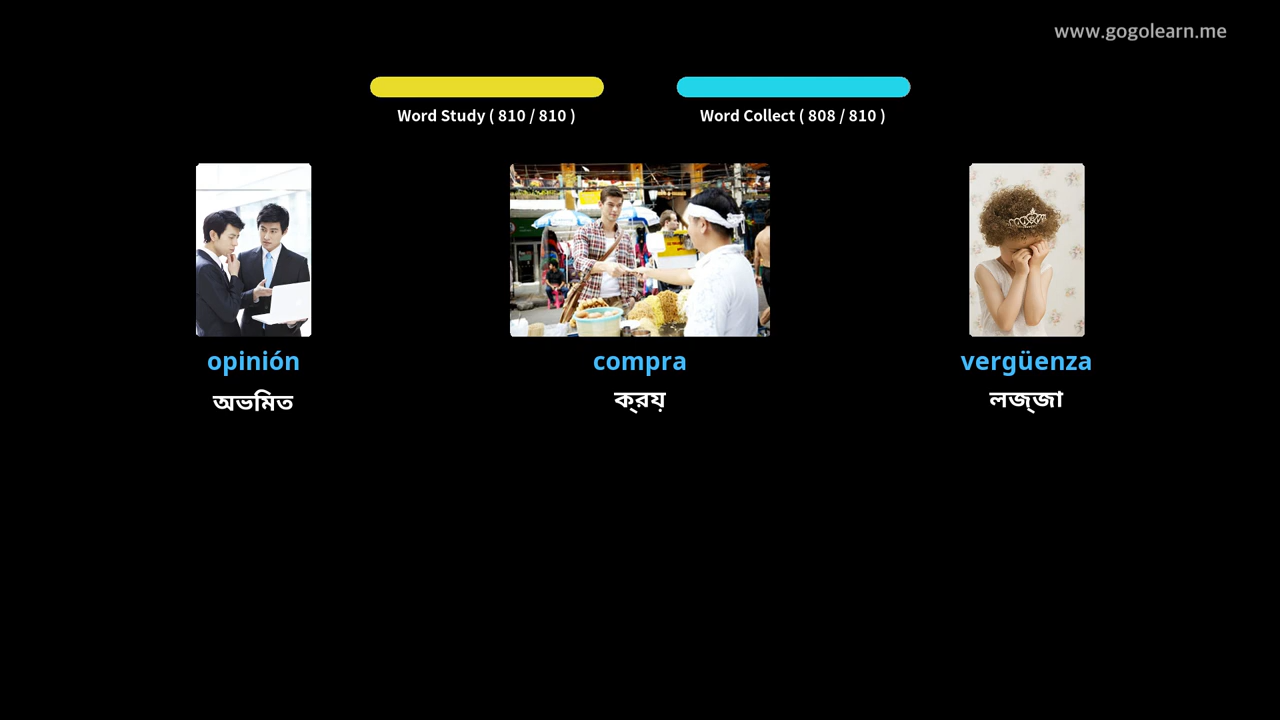 www.gogolearn.me
Word Study ( 810 / 810 )
Word Collect ( 808 / 810 )
opinión
compra
vergüenza
অভিমত
ক্রয়
লজ্জা